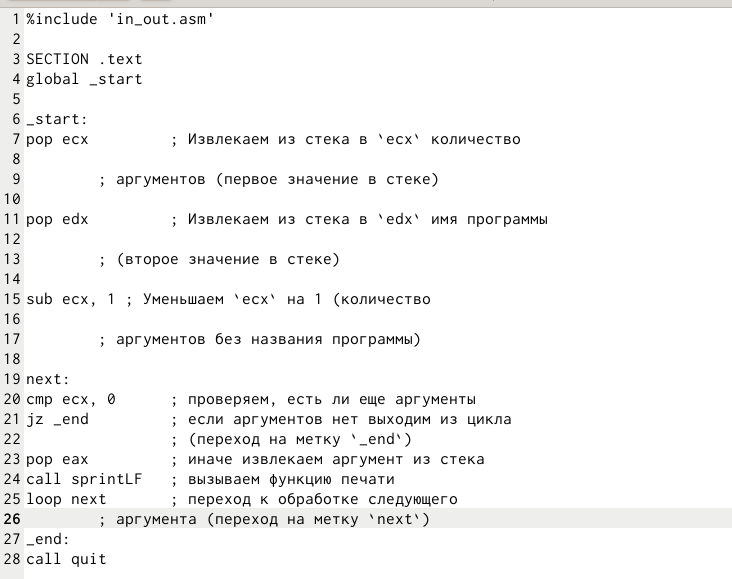 1 %include 'in_out.asm'
2
3 SECTION .text
4 global _start
5
6 _start:
7 pop ecx         ; Извлекаем из стека в `ecx` количество
8
9         ; аргументов (первое значение в стеке)
10
11 pop edx         ; Извлекаем из стека в `edx` имя программы
12
13         ; (второе значение в стеке)
14
15 sub ecx, 1 ; Уменьшаем `ecx` на 1 (количество
16
17         ; аргументов без названия программы)
18
19 next:
20 cmp ecx, 0      ; проверяем, есть ли еще аргументы
21 jz _end         ; если аргументов нет выходим из цикла
22                 ; (переход на метку `_end`)
23 pop eax         ; иначе извлекаем аргумент из стека
24 call sprintLF   ; вызываем функцию печати
25 loop next       ; переход к обработке следующего
26         ; аргумента (переход на метку `next`)
27 _end:
28 call quit